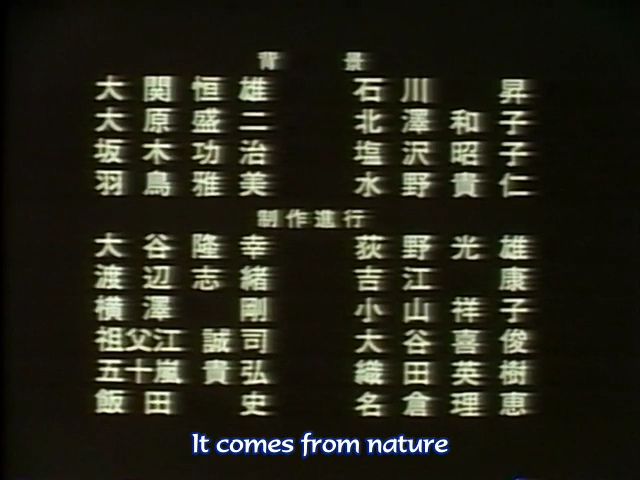 背景
大関恒雄 石川昇
大原盛二 北澤和子
坂木功治 塩沢昭子
羽鳥雅美 水野貴仁
制作進行
大谷隆幸 荻野光雄
渡辺志緒 吉江康
横澤剛 小山祥子
祖父江誠司 大谷喜俊
五十嵐貴弘 織田英樹
飯田史 名倉理恵
It comes from nature